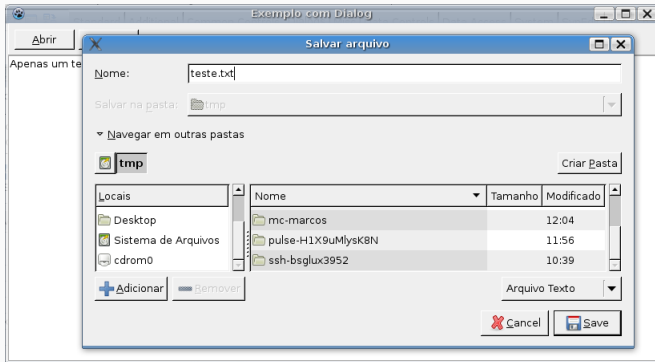 Exemplo com Dialog
Abrir
Salvar arquivo
Apenas um te
Nome: teste.txt
Salvar na pasta: tmp
Navegar em outras pastas
tmp Criar Pasta
Locais Nome Tamanho Modificado
Desktop mc-marcos 12:04
Sistema de Arquivos pulse-H1X9uMlysK8N 11:56
cdrom0 ssh-bsglux3952 10:39
Adicionar Remover Arquivo Texto
Cancel Save